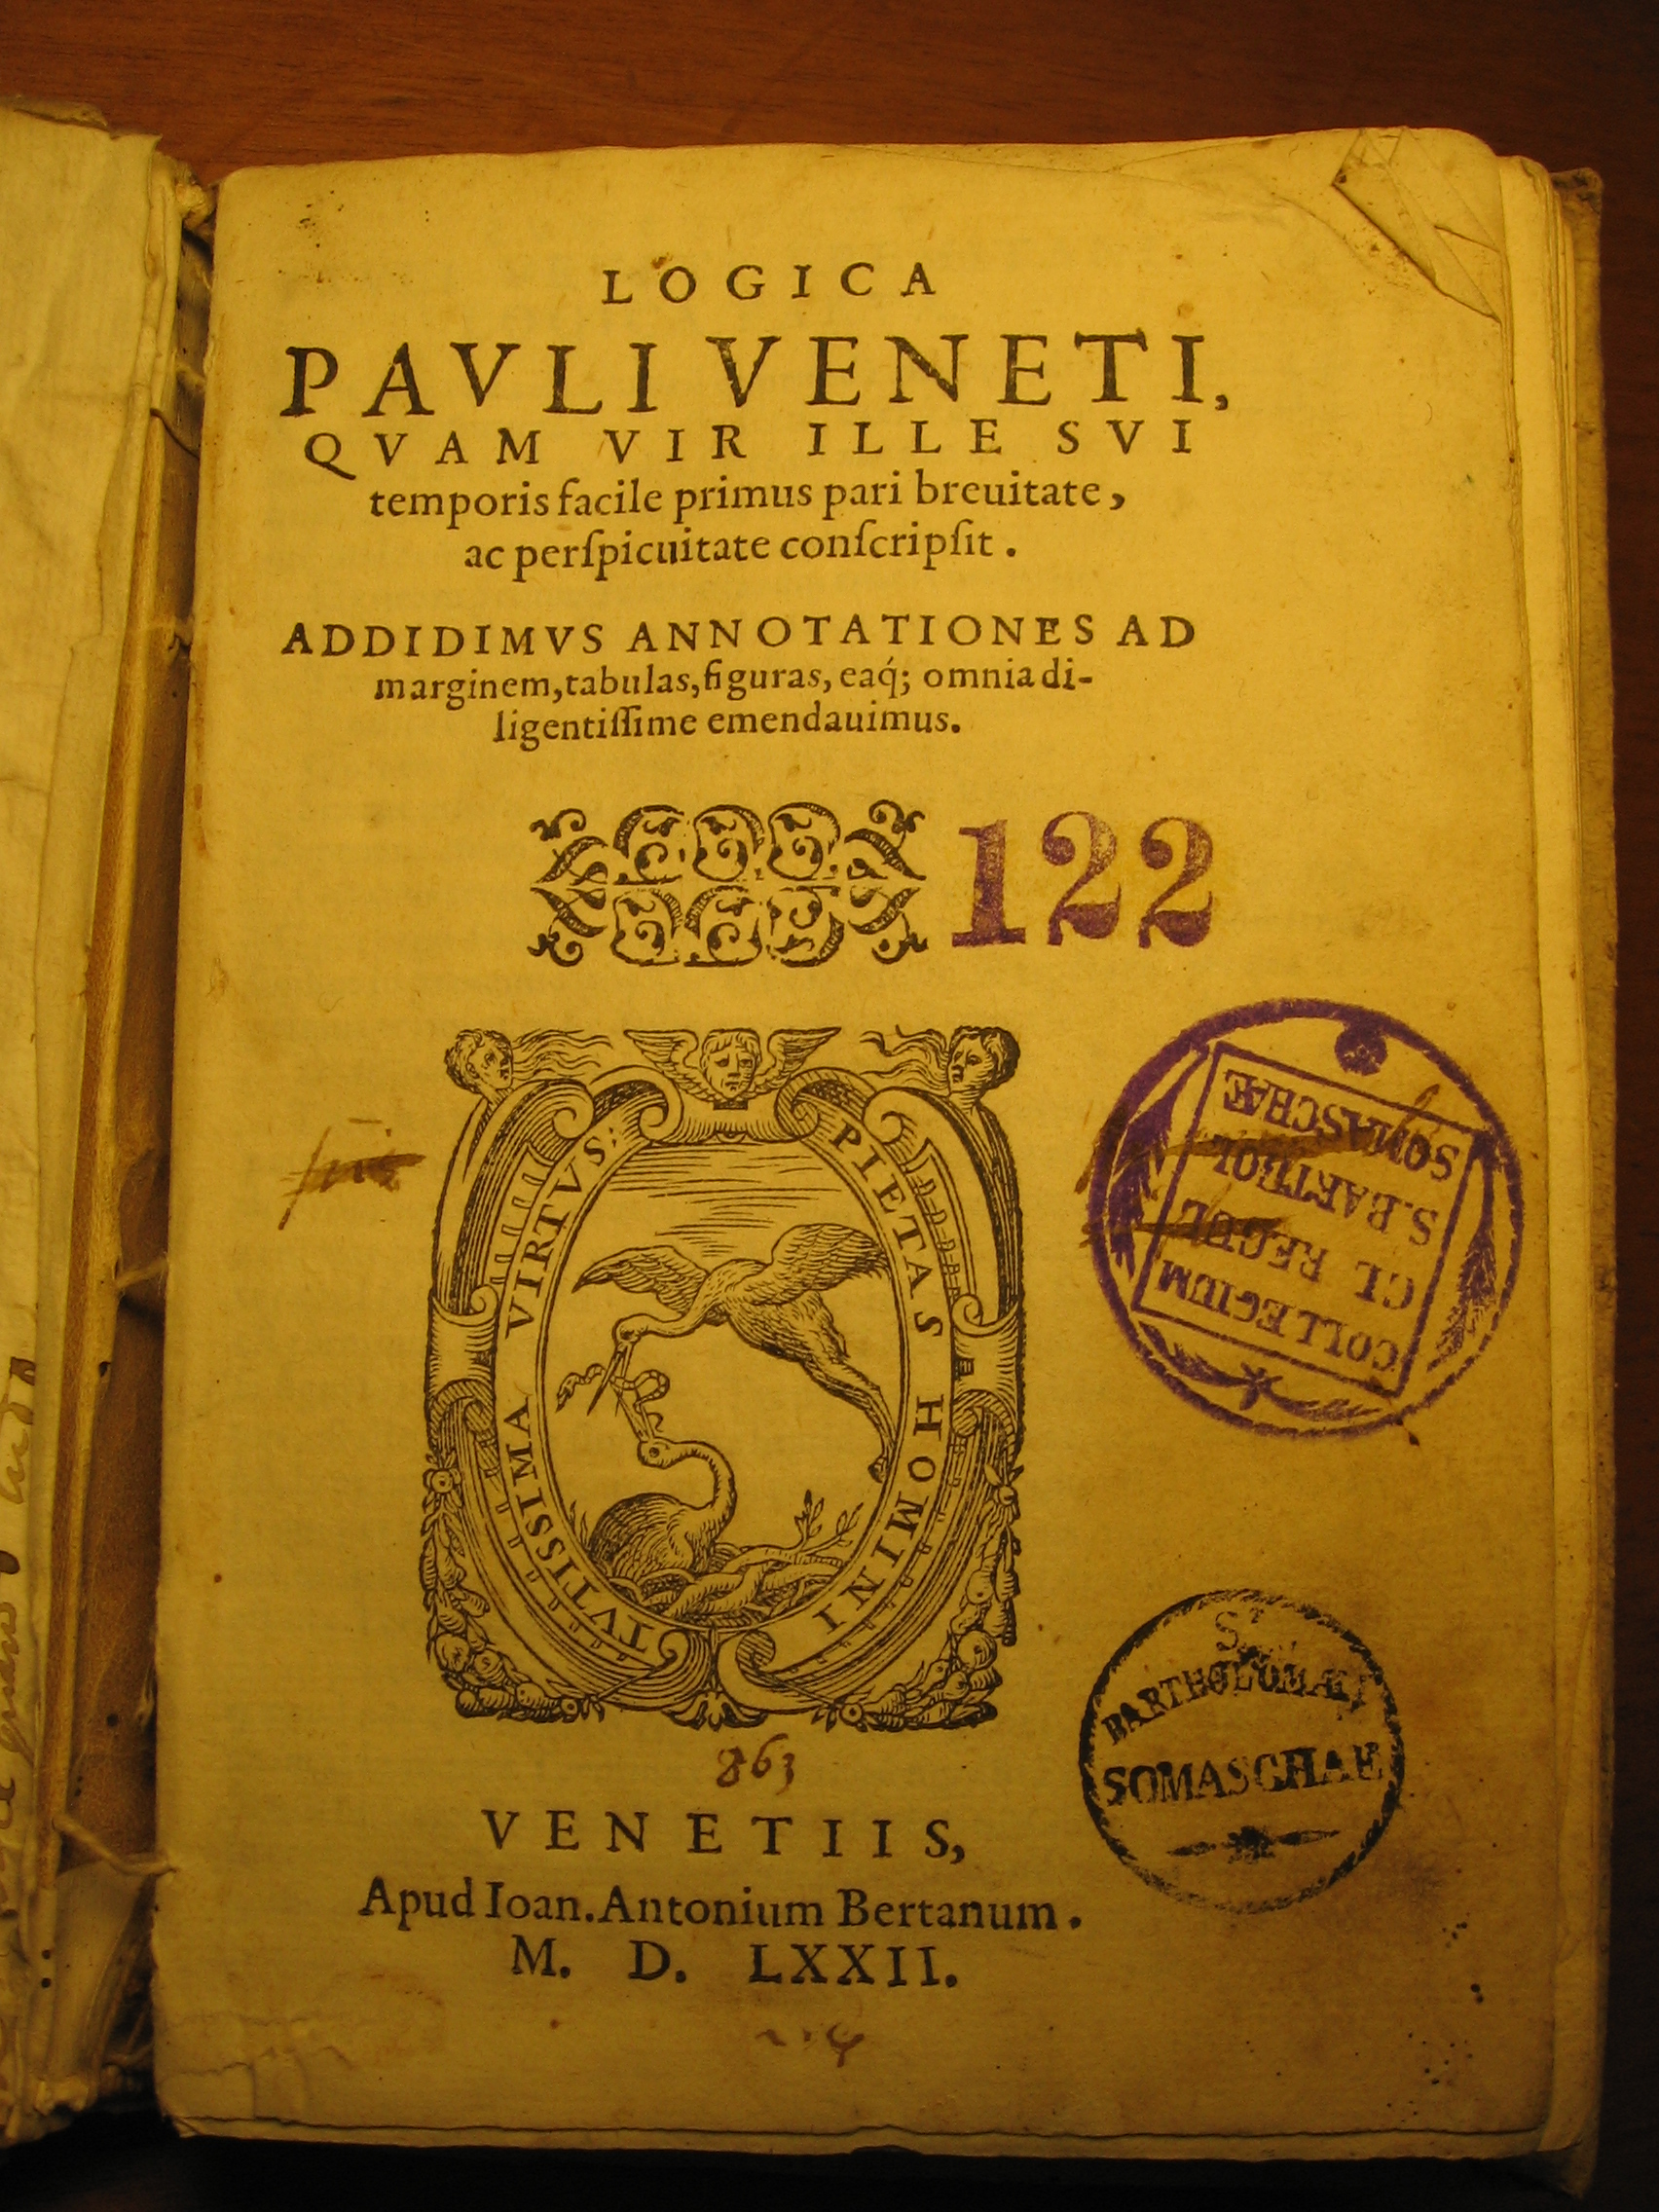 LOGICA
PAVLI VENETI,
QVAM VIR ILLE SVI
temporis facile primus pari breuitate,
ac perſpicuitate conſcripſit.
ADDIDIMVS ANNOTATIONES AD
marginem, tabulas, figuras, eaq́; omnia di-
ligentiſſime emendauimus.
122
PIETAS HOMINI
TVTISSIMA VIRTVS:
COLLEGIUM
CL. REGUL
S. BARTHOL
SOMASCHÆ
863
ST
BARTHOLOMÆI
SOMASCHAE
VENETIIS,
Apud Ioan. Antonium Bertanum.
M. D. LXXII.